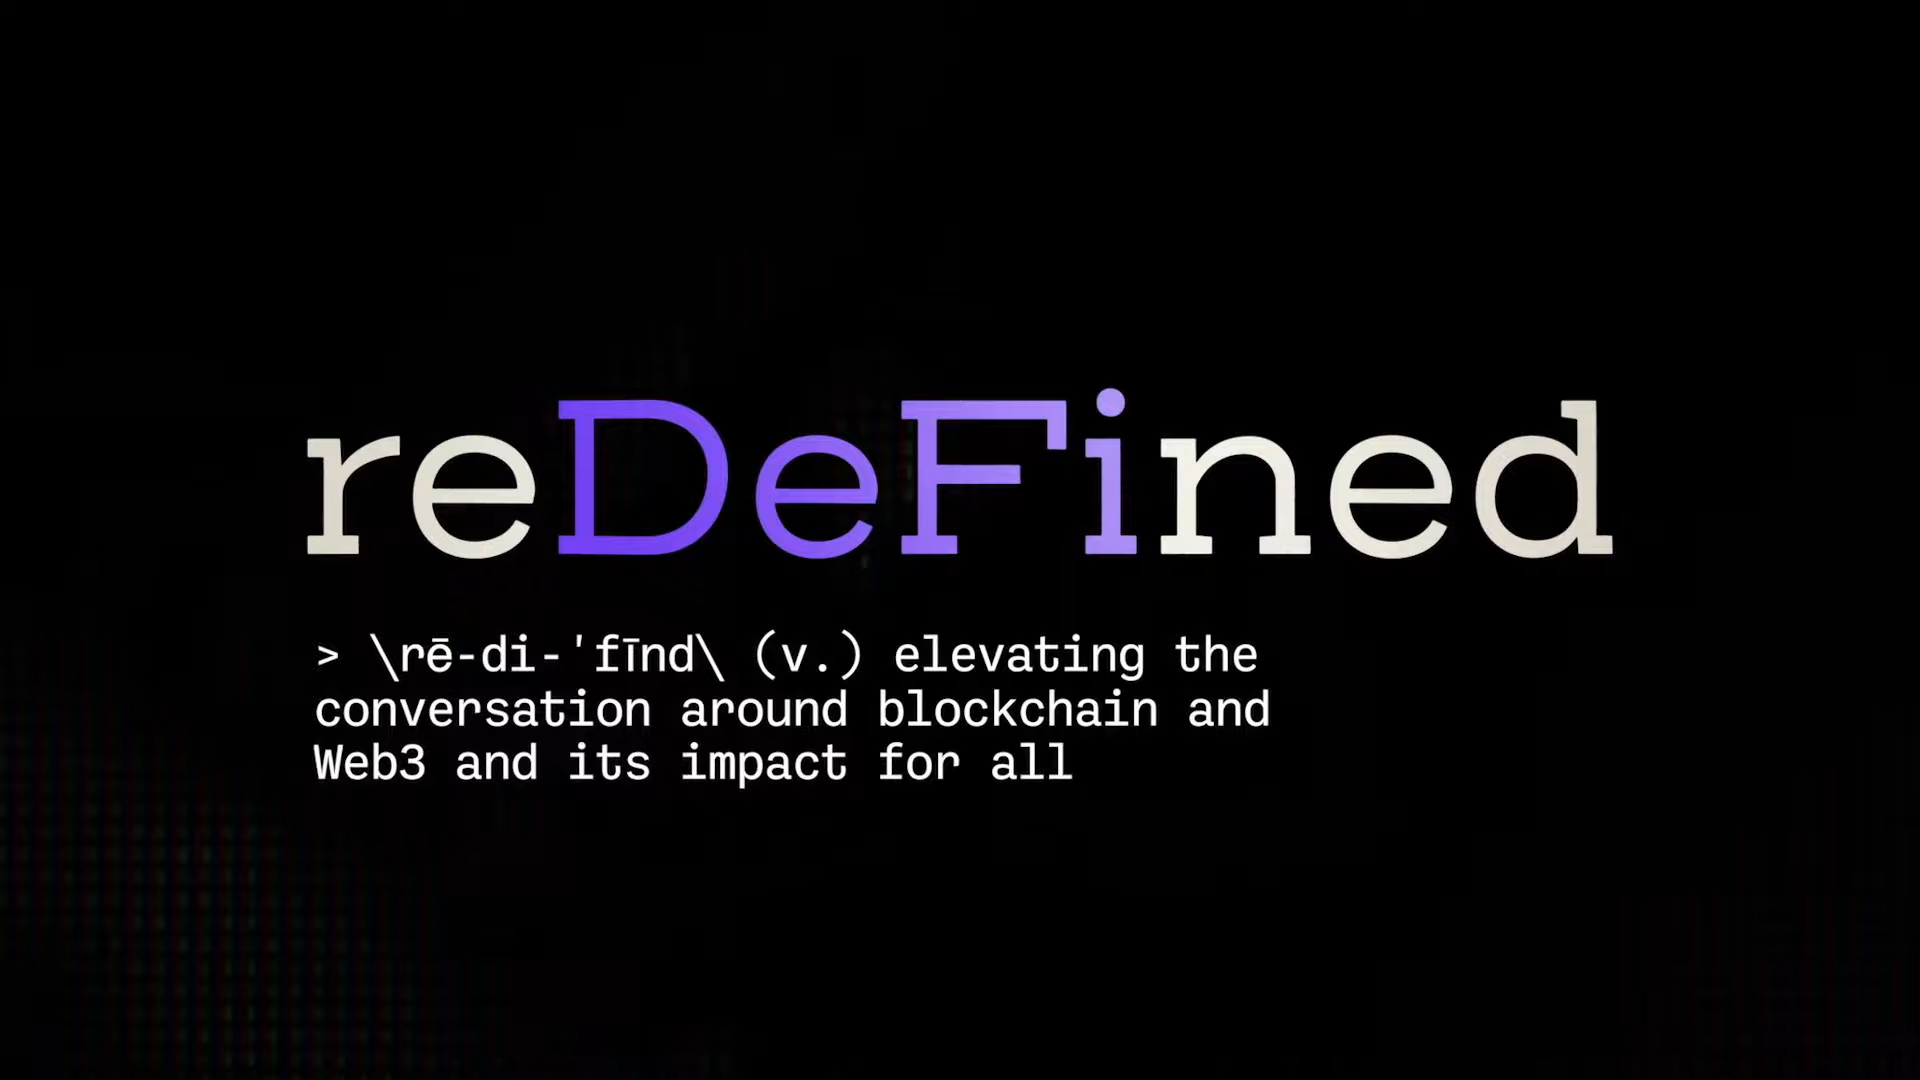 reDeFined
> \rē-di-ˈfīnd\ (v.) elevating the
conversation around blockchain and
Web3 and its impact for all